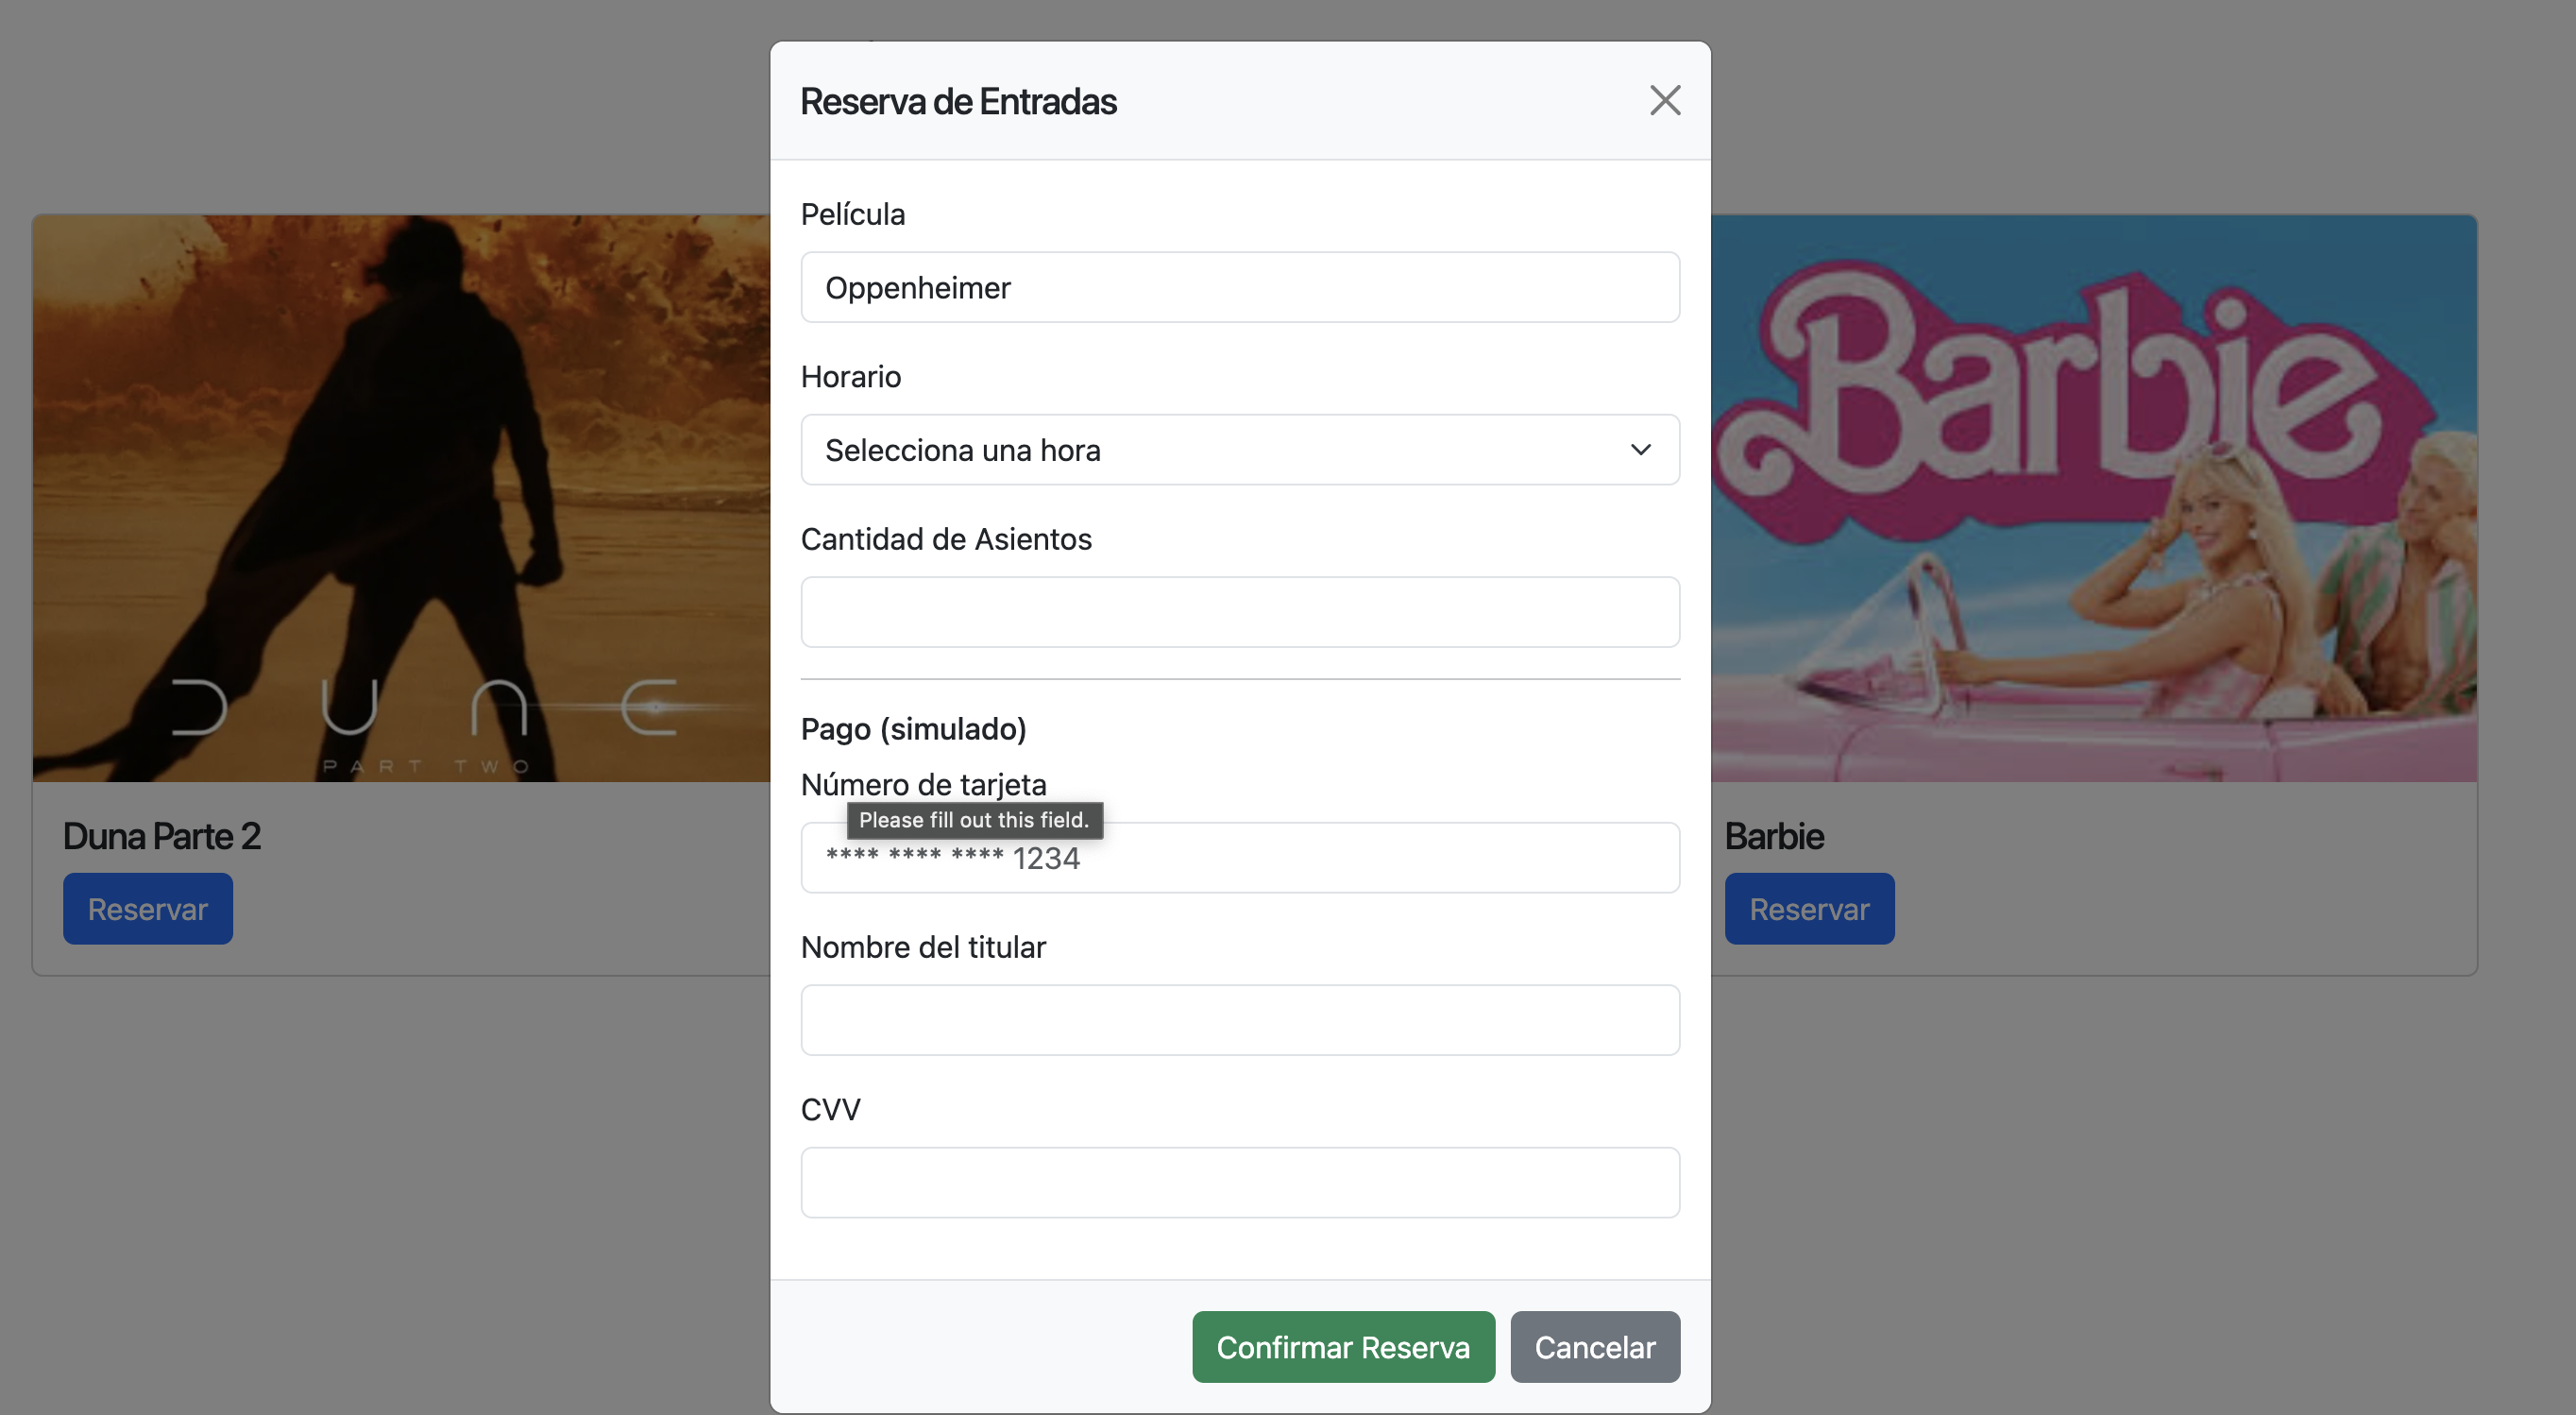 Reserva de Entradas
Película
Oppenheimer
Horario
Selecciona una hora
Cantidad de Asientos
Pago (simulado)
Número de tarjeta
Please fill out this field.
**** **** **** 1234
Nombre del titular
CVV
Confirmar Reserva
Cancelar
DUNE
PART TWO
Duna Parte 2
Reservar
Barbie
Barbie
Reservar